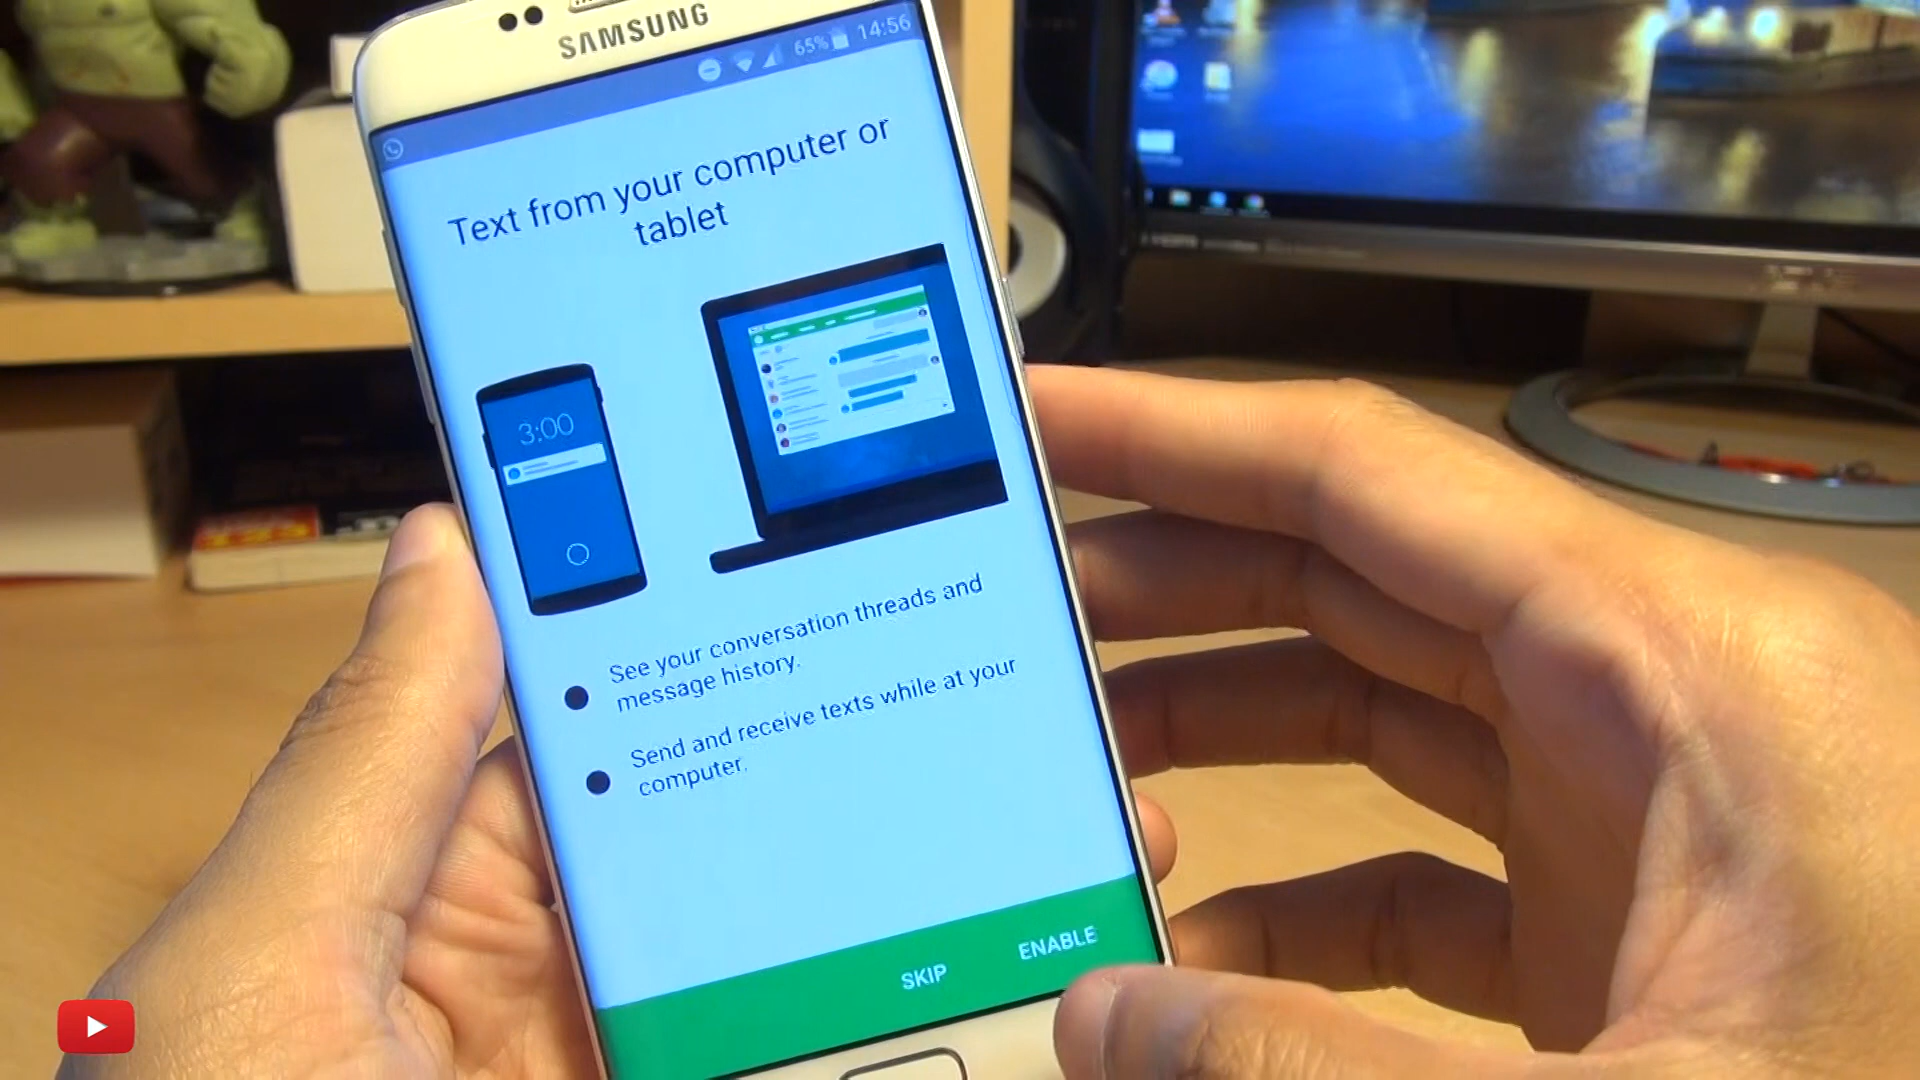 SAMSUNG
65% 14:56
Text from your computer or
tablet
3:00
See your conversation threads and
message history.
Send and receive texts while at your
computer.
SKIP ENABLE